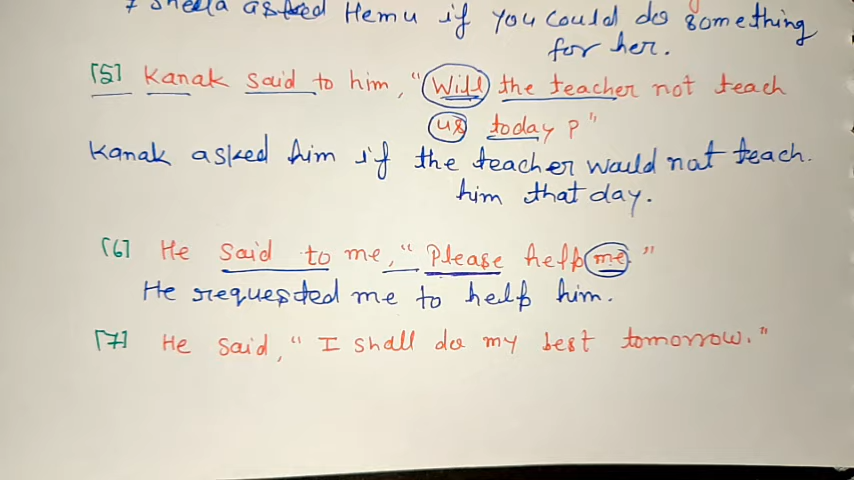 asked Hemu if you could do something
for her.
[5] Kanak said to him, "Will the teacher not teach
us today ?"
Kanak asked him if the teacher would not teach.
him that day.
[6] He said to me, "Please help me."
He requested me to help him.
[7] He said, "I shall do my best tomorrow."